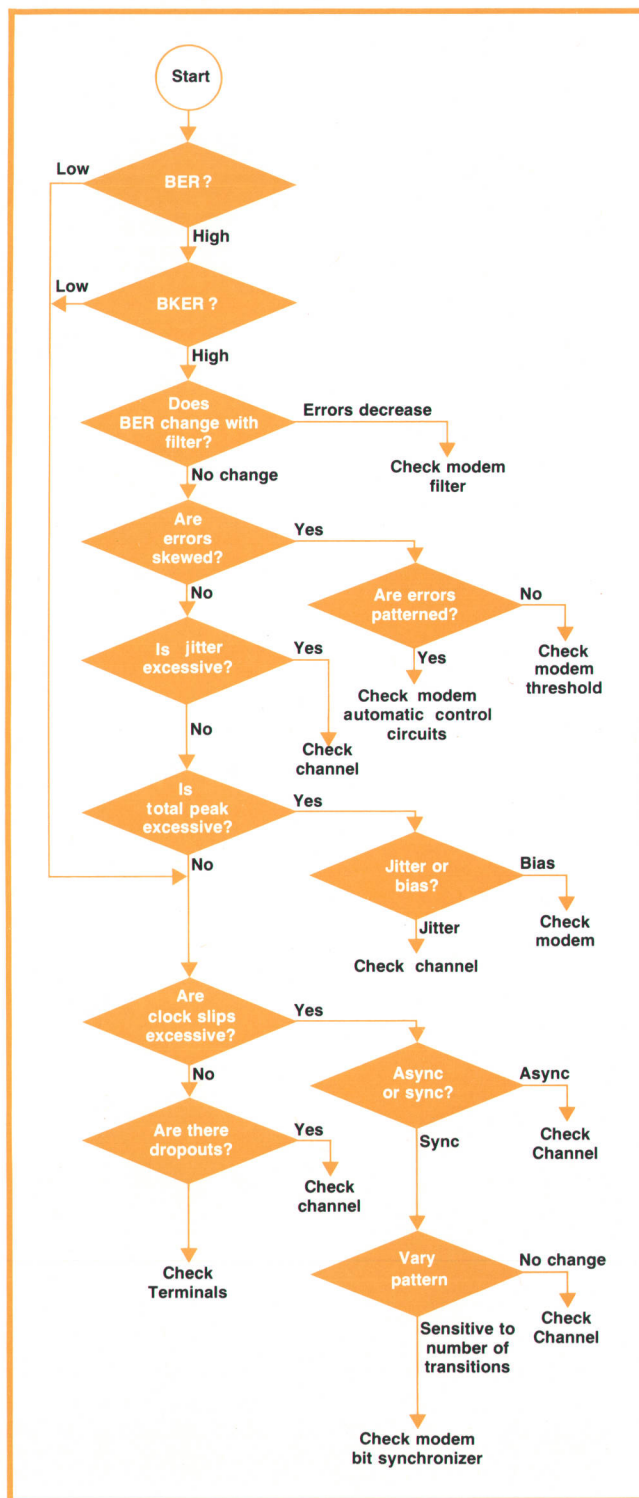 Start
Low
BER?
High
Low
BKER?
High
Does
BER change with
filter?
Errors decrease
Check modem
filter
No change
Are
errors
skewed?
Yes
No
Are errors
patterned?
No
Check
modem
threshold
Yes
Check modem
automatic control
circuits
Is jitter
excessive?
Yes
Check
channel
No
Is
total peak
excessive?
Yes
No
Jitter or
bias?
Bias
Check
modem
Jitter
Check channel
Are
clock slips
excessive?
Yes
No
Async
or sync?
Async
Check
Channel
Sync
Are there
dropouts?
Yes
Check
channel
Check
Terminals
Vary
pattern
No change
Check
Channel
Sensitive to
number of
transitions
Check modem
bit synchronizer